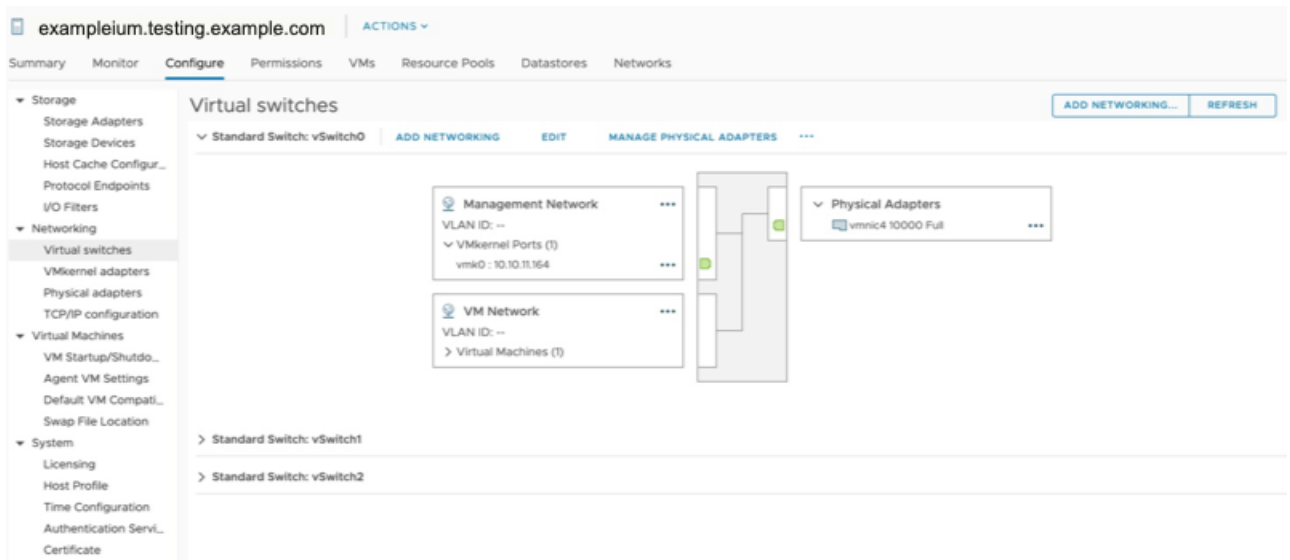 exampleium.testing.example.com ACTIONS
Summary Monitor Configure Permissions VMs Resource Pools Datastores Networks
Storage
Storage Adapters
Storage Devices
Host Cache Configur...
Protocol Endpoints
I/O Filters
Networking
Virtual switches
VMkernel adapters
Physical adapters
TCP/IP configuration
Virtual Machines
VM Startup/Shutdo...
Agent VM Settings
Default VM Compati...
Swap File Location
System
Licensing
Host Profile
Time Configuration
Authentication Servi...
Certificate
Virtual switches
ADD NETWORKING... REFRESH
Standard Switch: vSwitch0 ADD NETWORKING EDIT MANAGE PHYSICAL ADAPTERS ...
Management Network ...
VLAN ID: --
VMkernel Ports (1)
vmk0 : 10.10.11.164 ...
VM Network ...
VLAN ID: --
Virtual Machines (1)
Physical Adapters
vmnic4 10000 Full ...
Standard Switch: vSwitch1
Standard Switch: vSwitch2